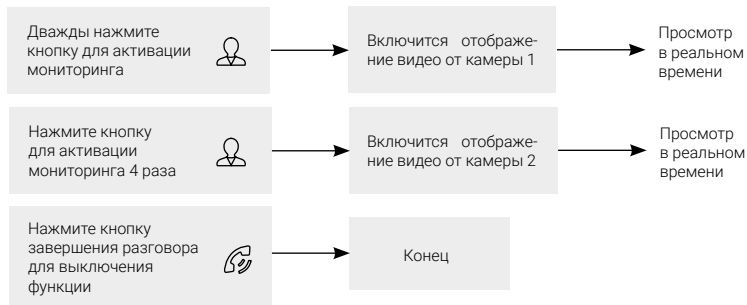 Дважды нажмите
кнопку для активации
мониторинга
Включится отображе-
ние видео от камеры 1
Просмотр
в реальном
времени
Нажмите кнопку
для активации
мониторинга 4 раза
Включится отображе-
ние видео от камеры 2
Просмотр
в реальном
времени
Нажмите кнопку
завершения разговора
для выключения
функции
Конец